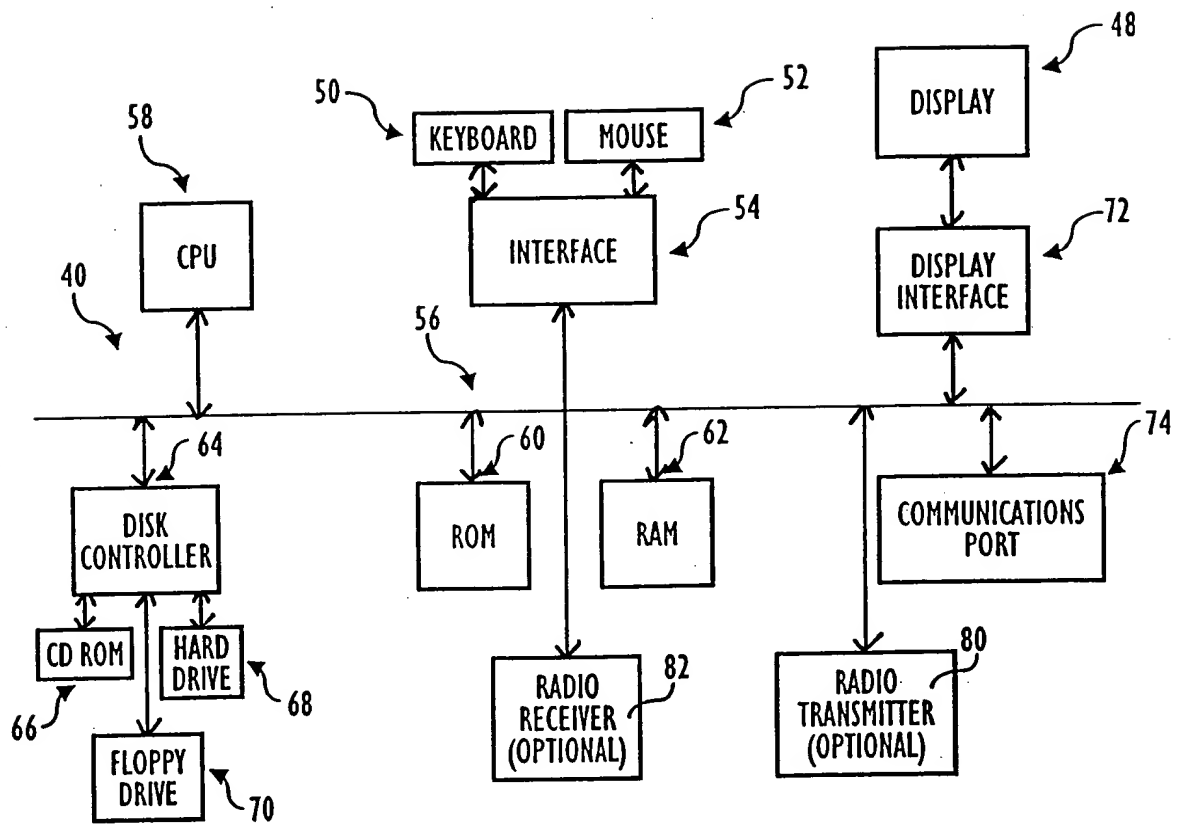 48
DISPLAY
52
50
KEYBOARD
MOUSE
58
CPU
54
INTERFACE
72
DISPLAY
INTERFACE
40
56
64
60
62
74
DISK
CONTROLLER
ROM
RAM
COMMUNICATIONS
PORT
CD ROM
HARD
DRIVE
66
68
FLOPPY
DRIVE
70
RADIO
RECEIVER
(OPTIONAL)
82
RADIO
TRANSMITTER
(OPTIONAL)
80